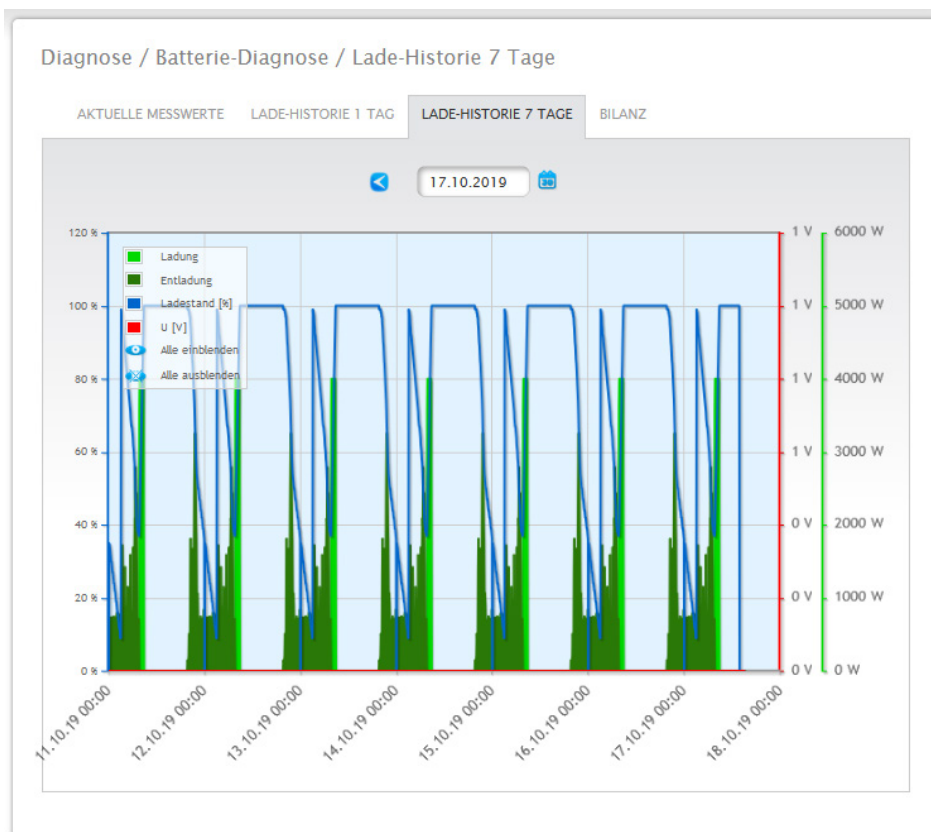 Diagnose / Batterie-Diagnose / Lade-Historie 7 Tage
AKTUELLE MESSWERTE LADE-HISTORIE 1 TAG LADE-HISTORIE 7 TAGE BILANZ
17.10.2019
120 %
100 %
80 %
60 %
40 %
20 %
0 %
Ladung
Entladung
Ladestand [%]
U [V]
Alle einblenden
Alle ausblenden
1 V 6000 W
1 V 5000 W
1 V 4000 W
1 V 3000 W
0 V 2000 W
0 V 1000 W
0 V 0 W
11.10.19 00:00
12.10.19 00:00
13.10.19 00:00
14.10.19 00:00
15.10.19 00:00
16.10.19 00:00
17.10.19 00:00
18.10.19 00:00